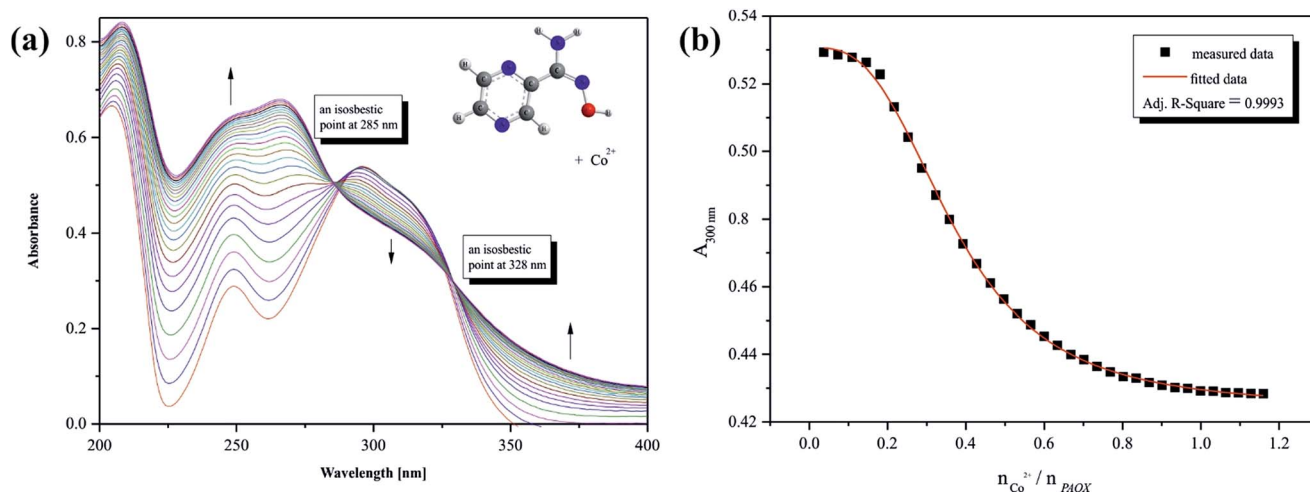 (a)
0.8
0.6
0.4
0.2
0.0
Absorbance
200
250
300
350
400
Wavelength [nm]
an isosbestic
point at 285 nm
an isosbestic
point at 328 nm
H
N
H
H
N
C
C
C
N
C
N
C
O
H
H
H
+ Co²⁺
(b)
0.54
0.52
0.50
0.8
0.46
0.44
0.42
A300 nm
measured data
fitted data
Adj. R-Square = 0.9993
0.0
0.2
0.4
0.6
0.8
1.0
1.2
nCo²⁺ / nPAOX